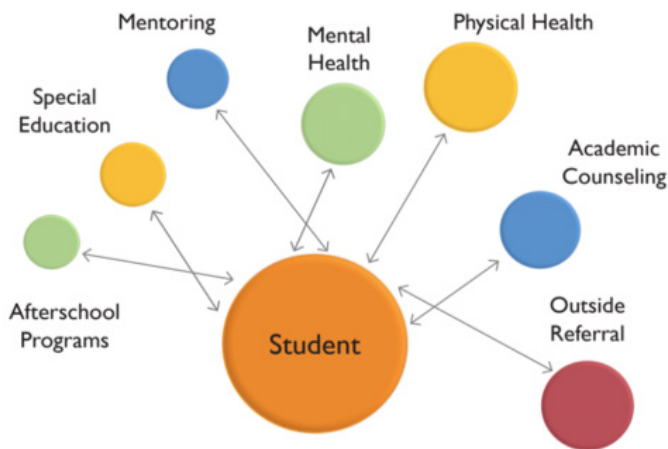 Mentoring
Mental
Health
Physical Health
Special
Education
Academic
Counseling
Afterschool
Programs
Outside
Referral
Student